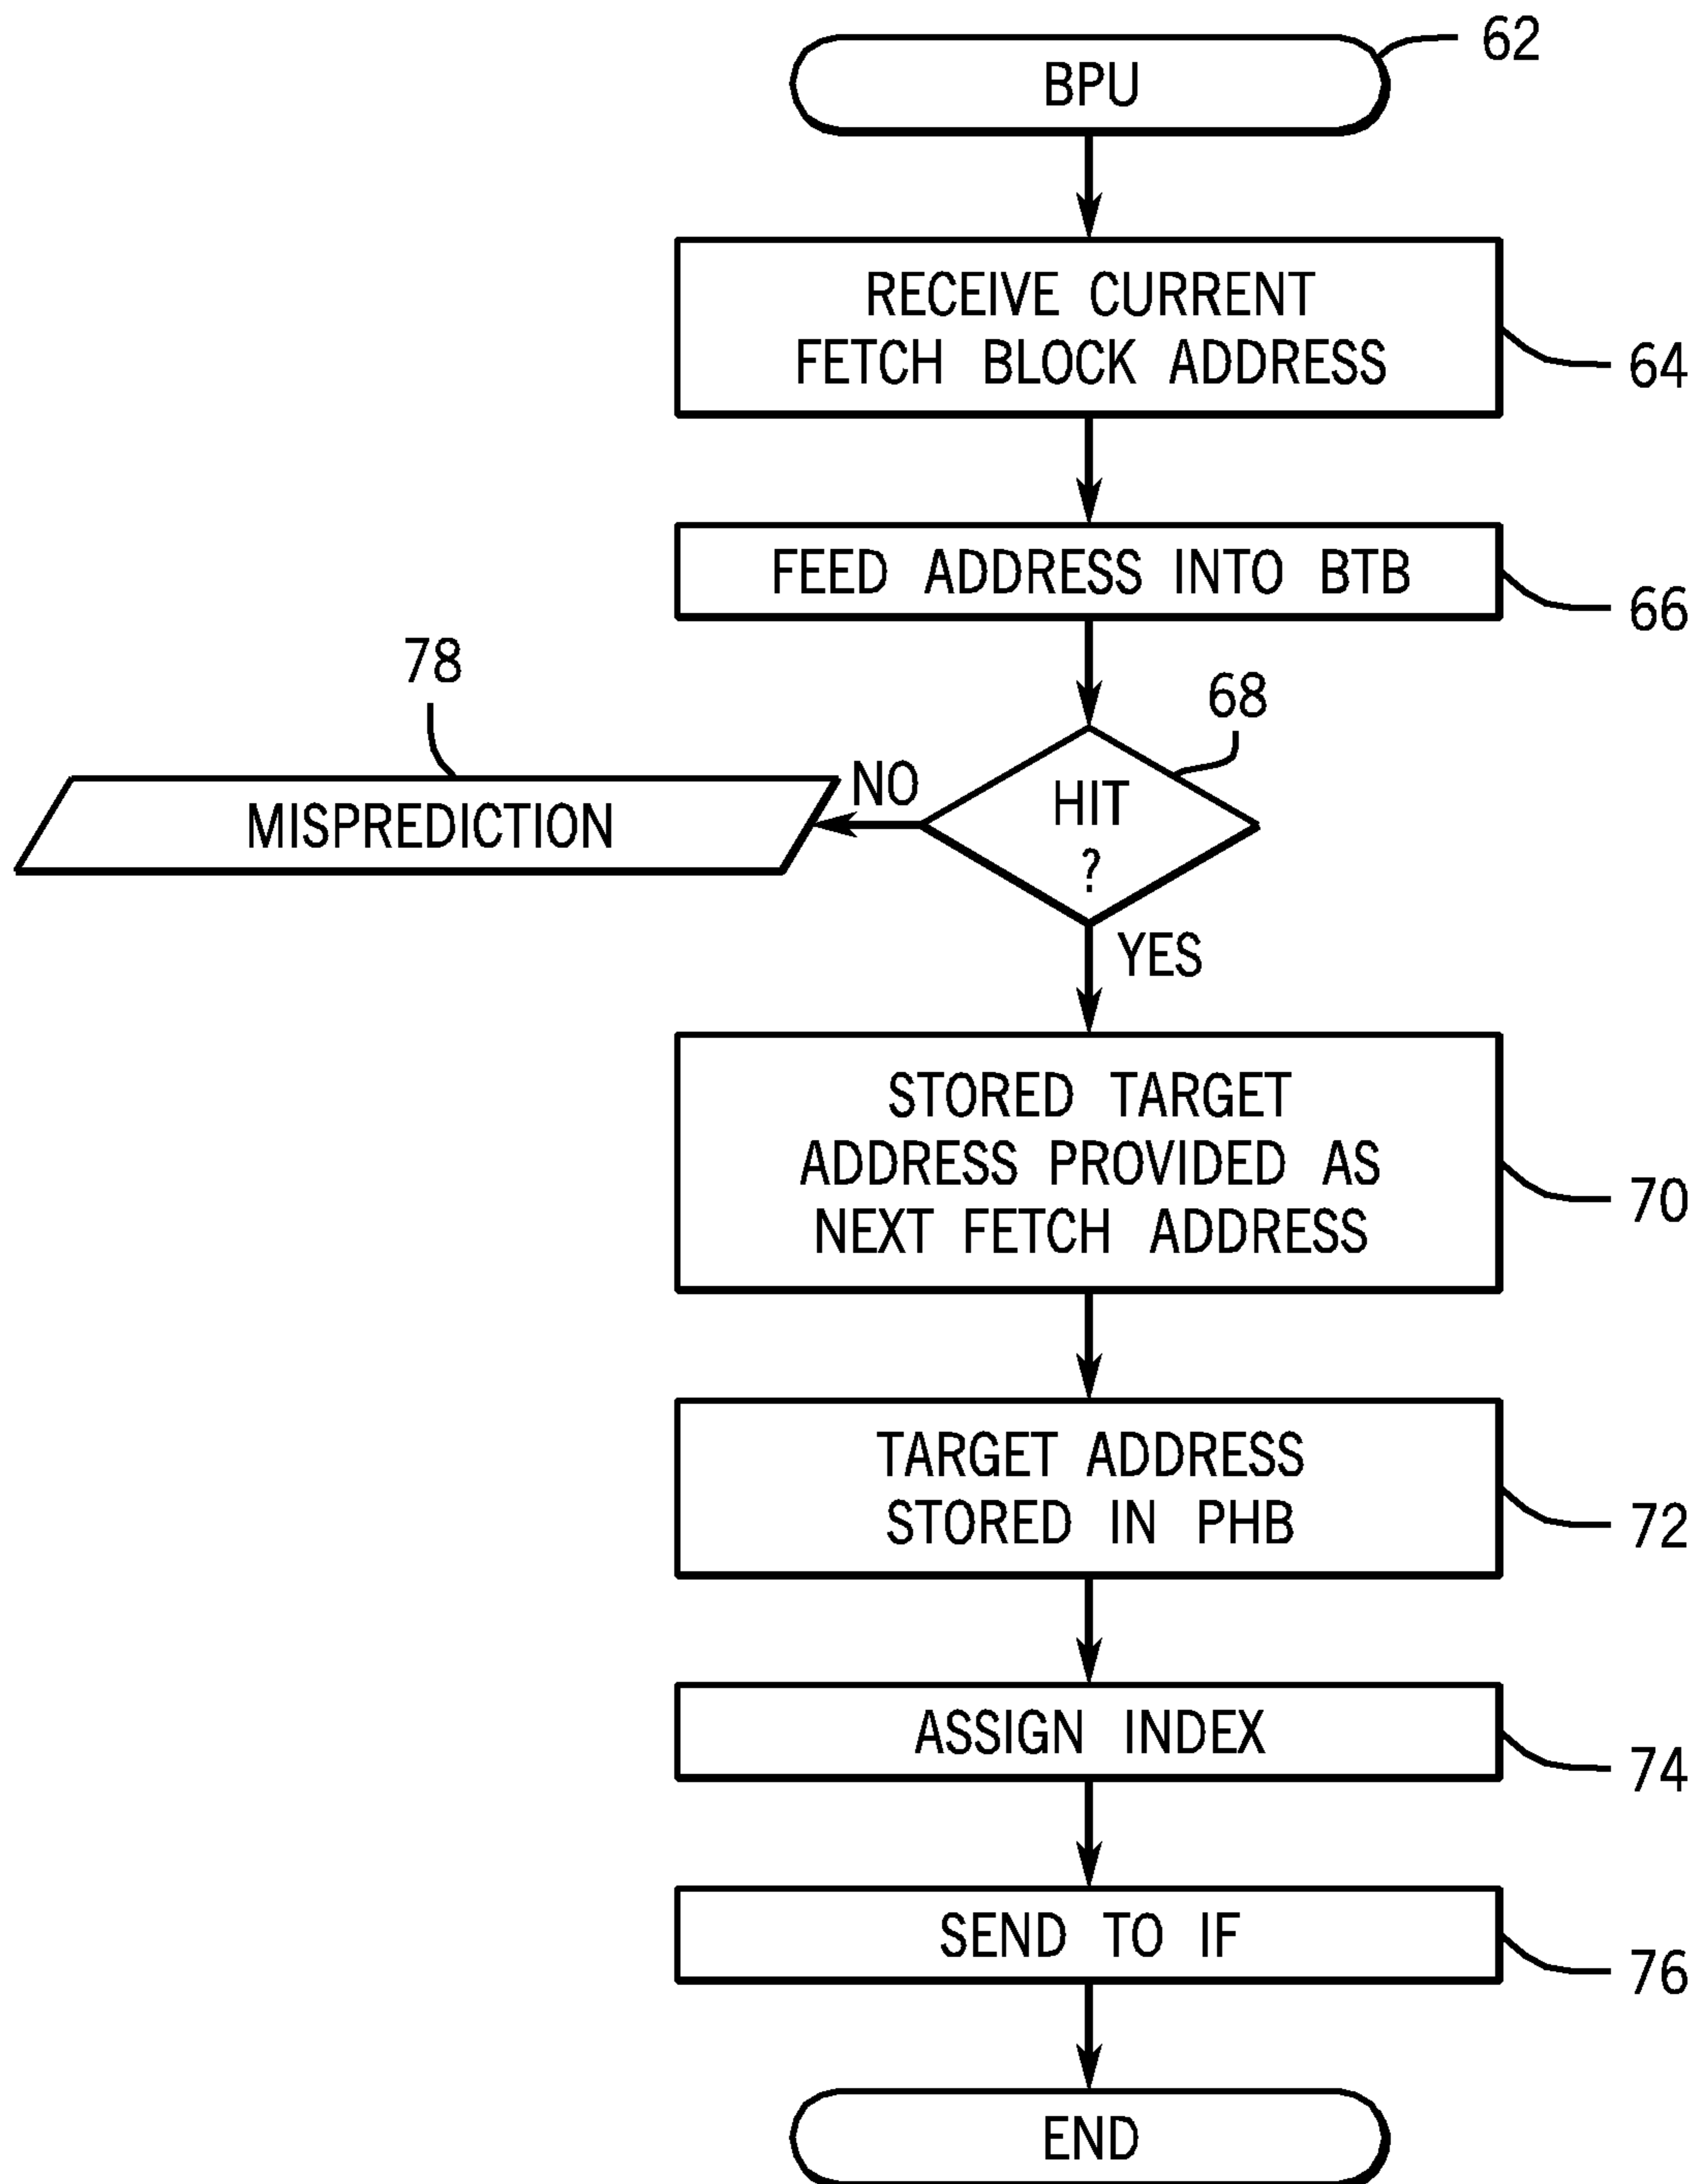 BPU
62
RECEIVE CURRENT
FETCH BLOCK ADDRESS
64
FEED ADDRESS INTO BTB
66
78
68
MISPREDICTION
NO
HIT
?
YES
STORED TARGET
ADDRESS PROVIDED AS
NEXT FETCH ADDRESS
70
TARGET ADDRESS
STORED IN PHB
72
ASSIGN INDEX
74
SEND TO IF
76
END